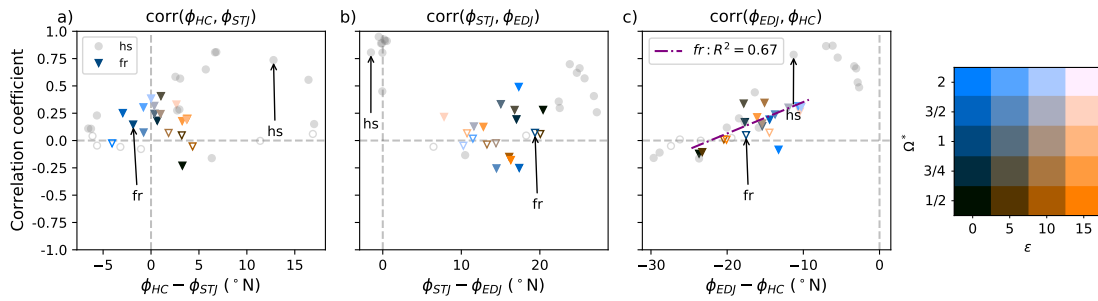 a) corr(ϕ_HC, ϕ_STJ)
b) corr(ϕ_STJ, ϕ_EDJ)
c) corr(ϕ_EDJ, ϕ_HC)
Correlation coefficient
1.0
0.75
0.5
0.25
0.0
-0.25
-0.5
-0.75
-1.0
hs
fr
hs
fr
−5 0 5 10 15
ϕ_HC − ϕ_STJ (°N)
hs
fr
0 10 20
ϕ_STJ − ϕ_EDJ (°N)
fr: R² = 0.67
hs
fr
−30 −20 −10 0
ϕ_EDJ − ϕ_HC (°N)
2
3/2
1
3/4
1/2
Ω*
0 5 10 15
ε